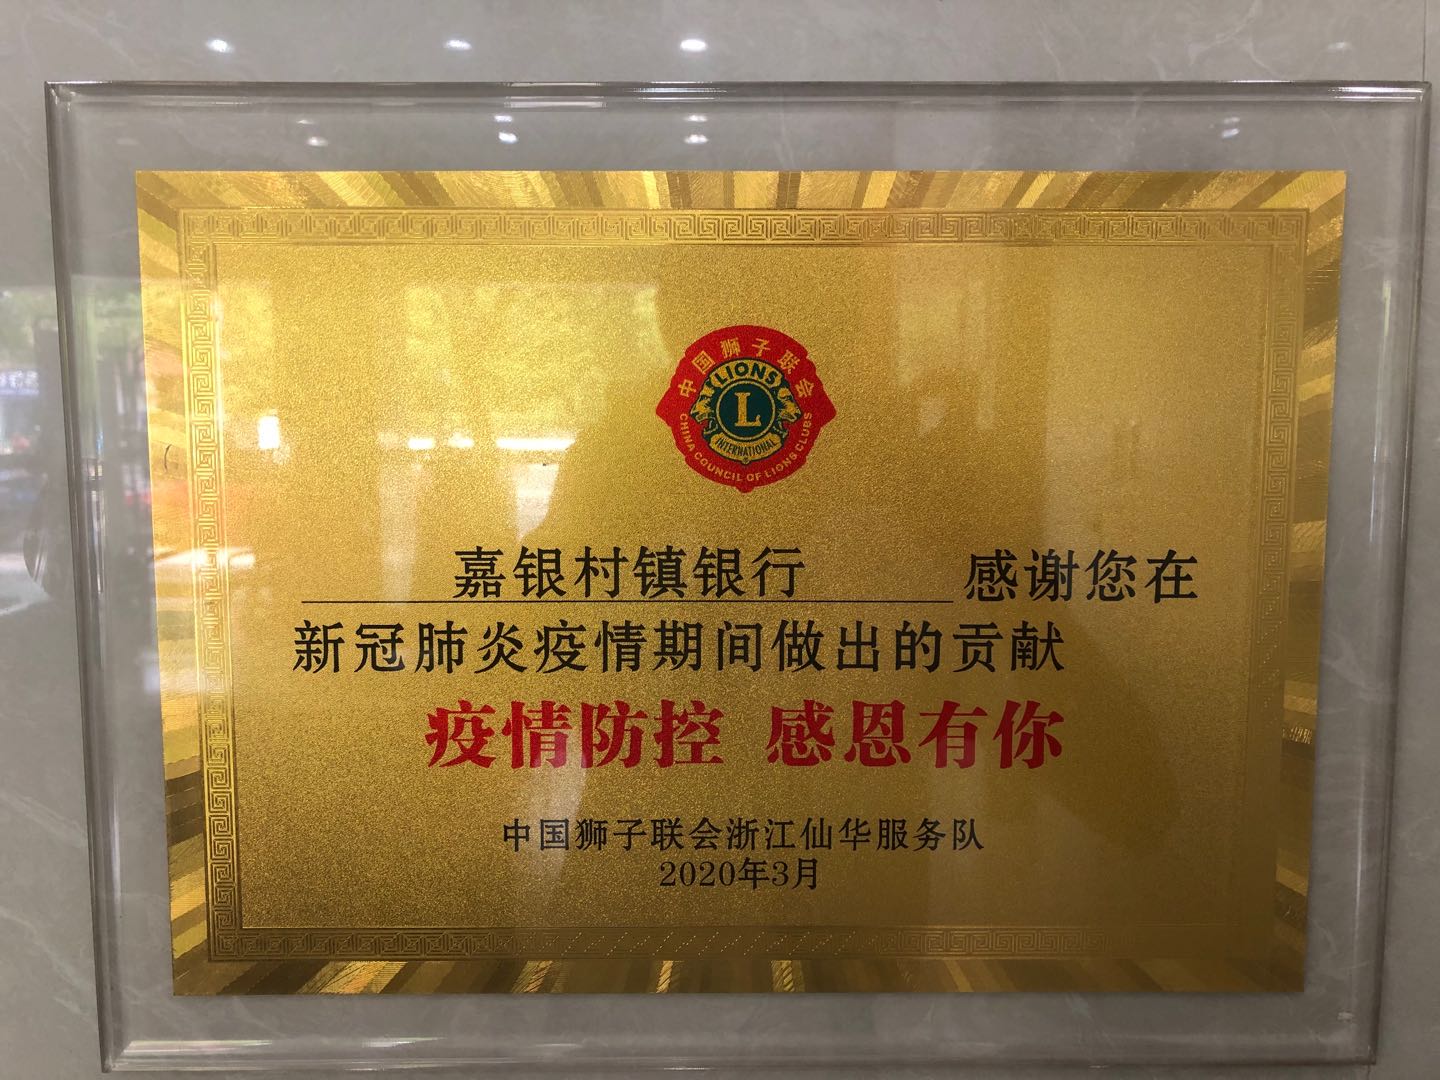 中国狮子联会
LIONS
L
INTERNATIONAL
®
CHINA COUNCIL OF LIONS CLUBS
嘉银村镇银行 感谢您在
新冠肺炎疫情期间做出的贡献
疫情防控 感恩有你
中国狮子联会浙江仙华服务队
2020年3月